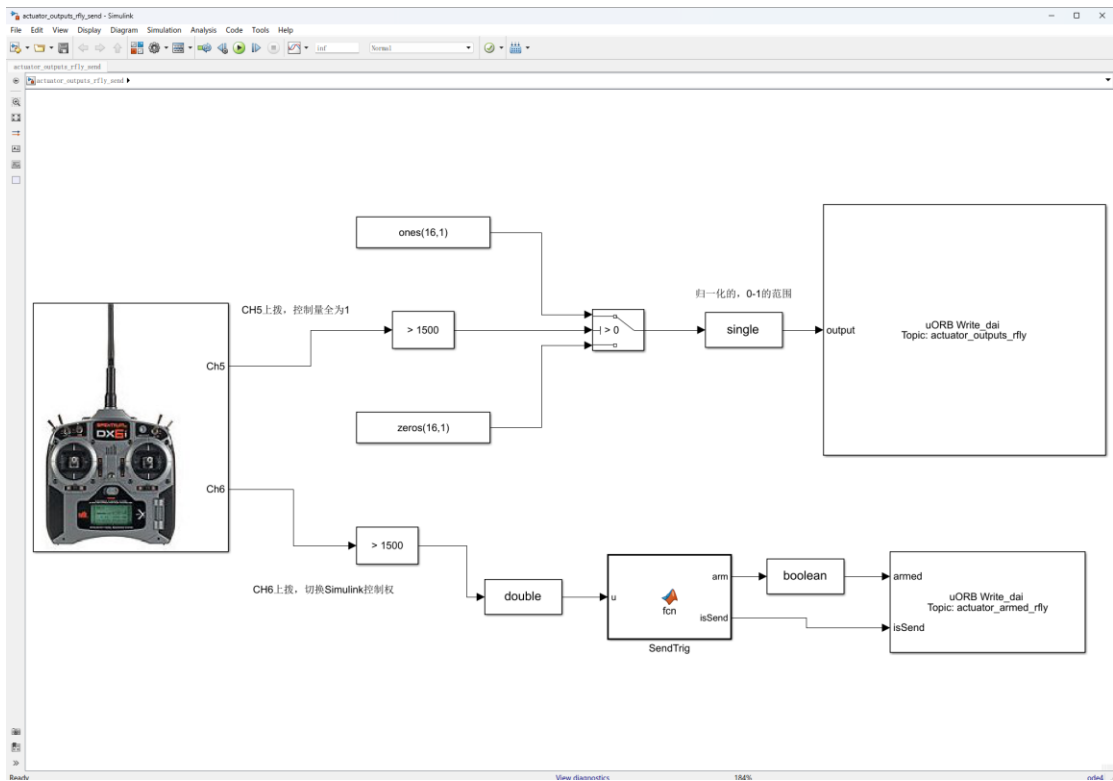 actuator_outputs_rfly_send - Simulink
File Edit View Display Diagram Simulation Analysis Code Tools Help
inf
Normal
actuator_outputs_rfly_send
actuator_outputs_rfly_send
ones(16,1)
CH5上拨，控制量全为1
归一化的，0-1的范围
> 1500
> 0
single
output
uORB Write_dai
Topic: actuator_outputs_rfly
Ch5
zeros(16,1)
SPEKTRUM
DX6i
Ch6
> 1500
CH6上拨，切换Simulink控制权
double
u
fcn
arm
isSend
SendTrig
boolean
armed
isSend
uORB Write_dai
Topic: actuator_armed_rfly
Ready
View diagnostics
184%
ode4